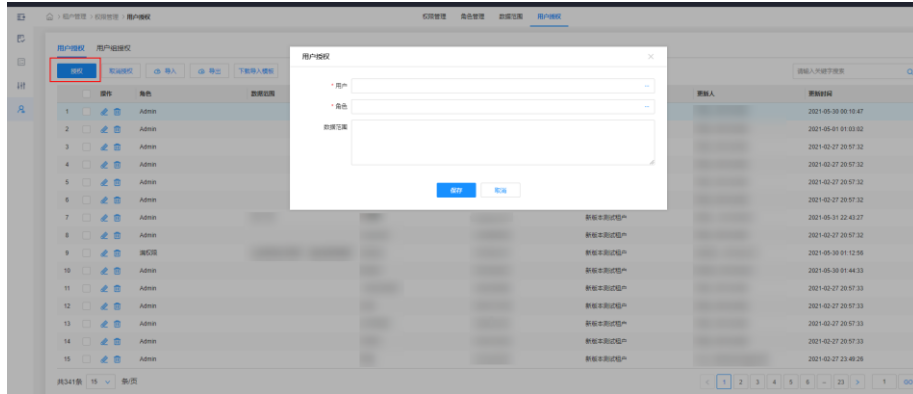 租户管理 > 权限管理 > 用户授权
权限管理 角色管理 数据范围 用户授权
用户授权 用户组授权
授权 取消授权 导入 导出 下载导入模板
请输入关键字搜索
用户授权
* 用户
* 角色
数据范围
保存 取消
操作 角色 数据范围 更新人 更新时间
1 Admin 2021-05-30 00:10:47
2 Admin 2021-05-01 01:03:02
3 Admin 2021-02-27 20:57:32
4 Admin 2021-02-27 20:57:32
5 Admin 2021-02-27 20:57:32
6 Admin 2021-02-27 20:57:32
7 Admin 新版本测试租户 2021-05-31 22:43:27
8 Admin 新版本测试租户 2021-02-27 20:57:32
9 新版本测试租户 2021-05-30 01:12:56
10 Admin 新版本测试租户 2021-05-30 01:44:33
11 Admin 新版本测试租户 2021-02-27 20:57:33
12 Admin 新版本测试租户 2021-02-27 20:57:33
13 Admin 新版本测试租户 2021-02-27 20:57:33
14 Admin 新版本测试租户 2021-02-27 20:57:33
15 Admin 新版本测试租户 2021-02-27 23:48:26
共341条 15 条/页
1 2 3 4 5 6 23 1 GO